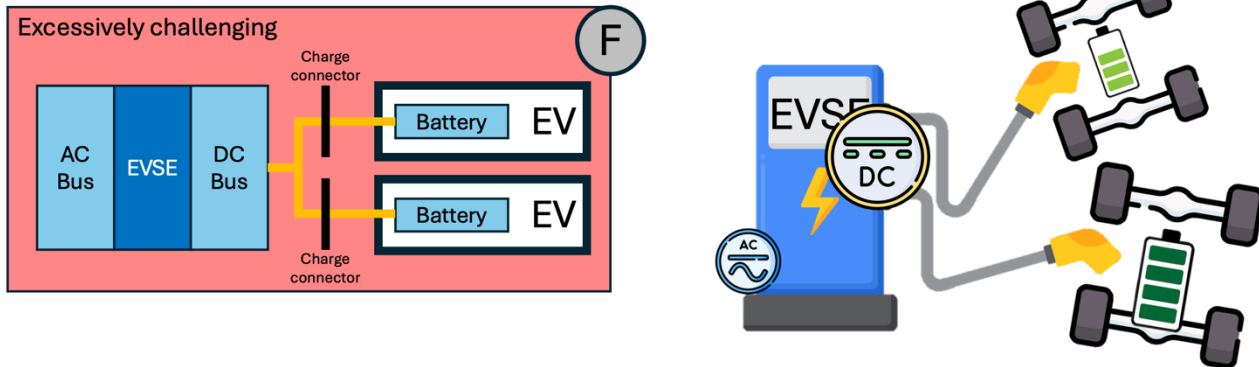 Excessively challenging
F
Charge
connector
AC
Bus
EVSE
DC
Bus
Battery
EV
Battery
EV
Charge
connector
EVSE
DC
AC